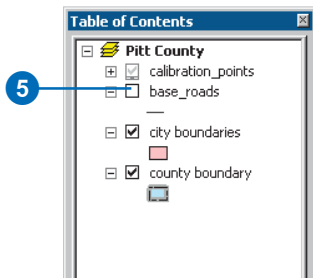 Table of Contents
Pitt County
calibration_points
5
base_roads
city boundaries
county boundary